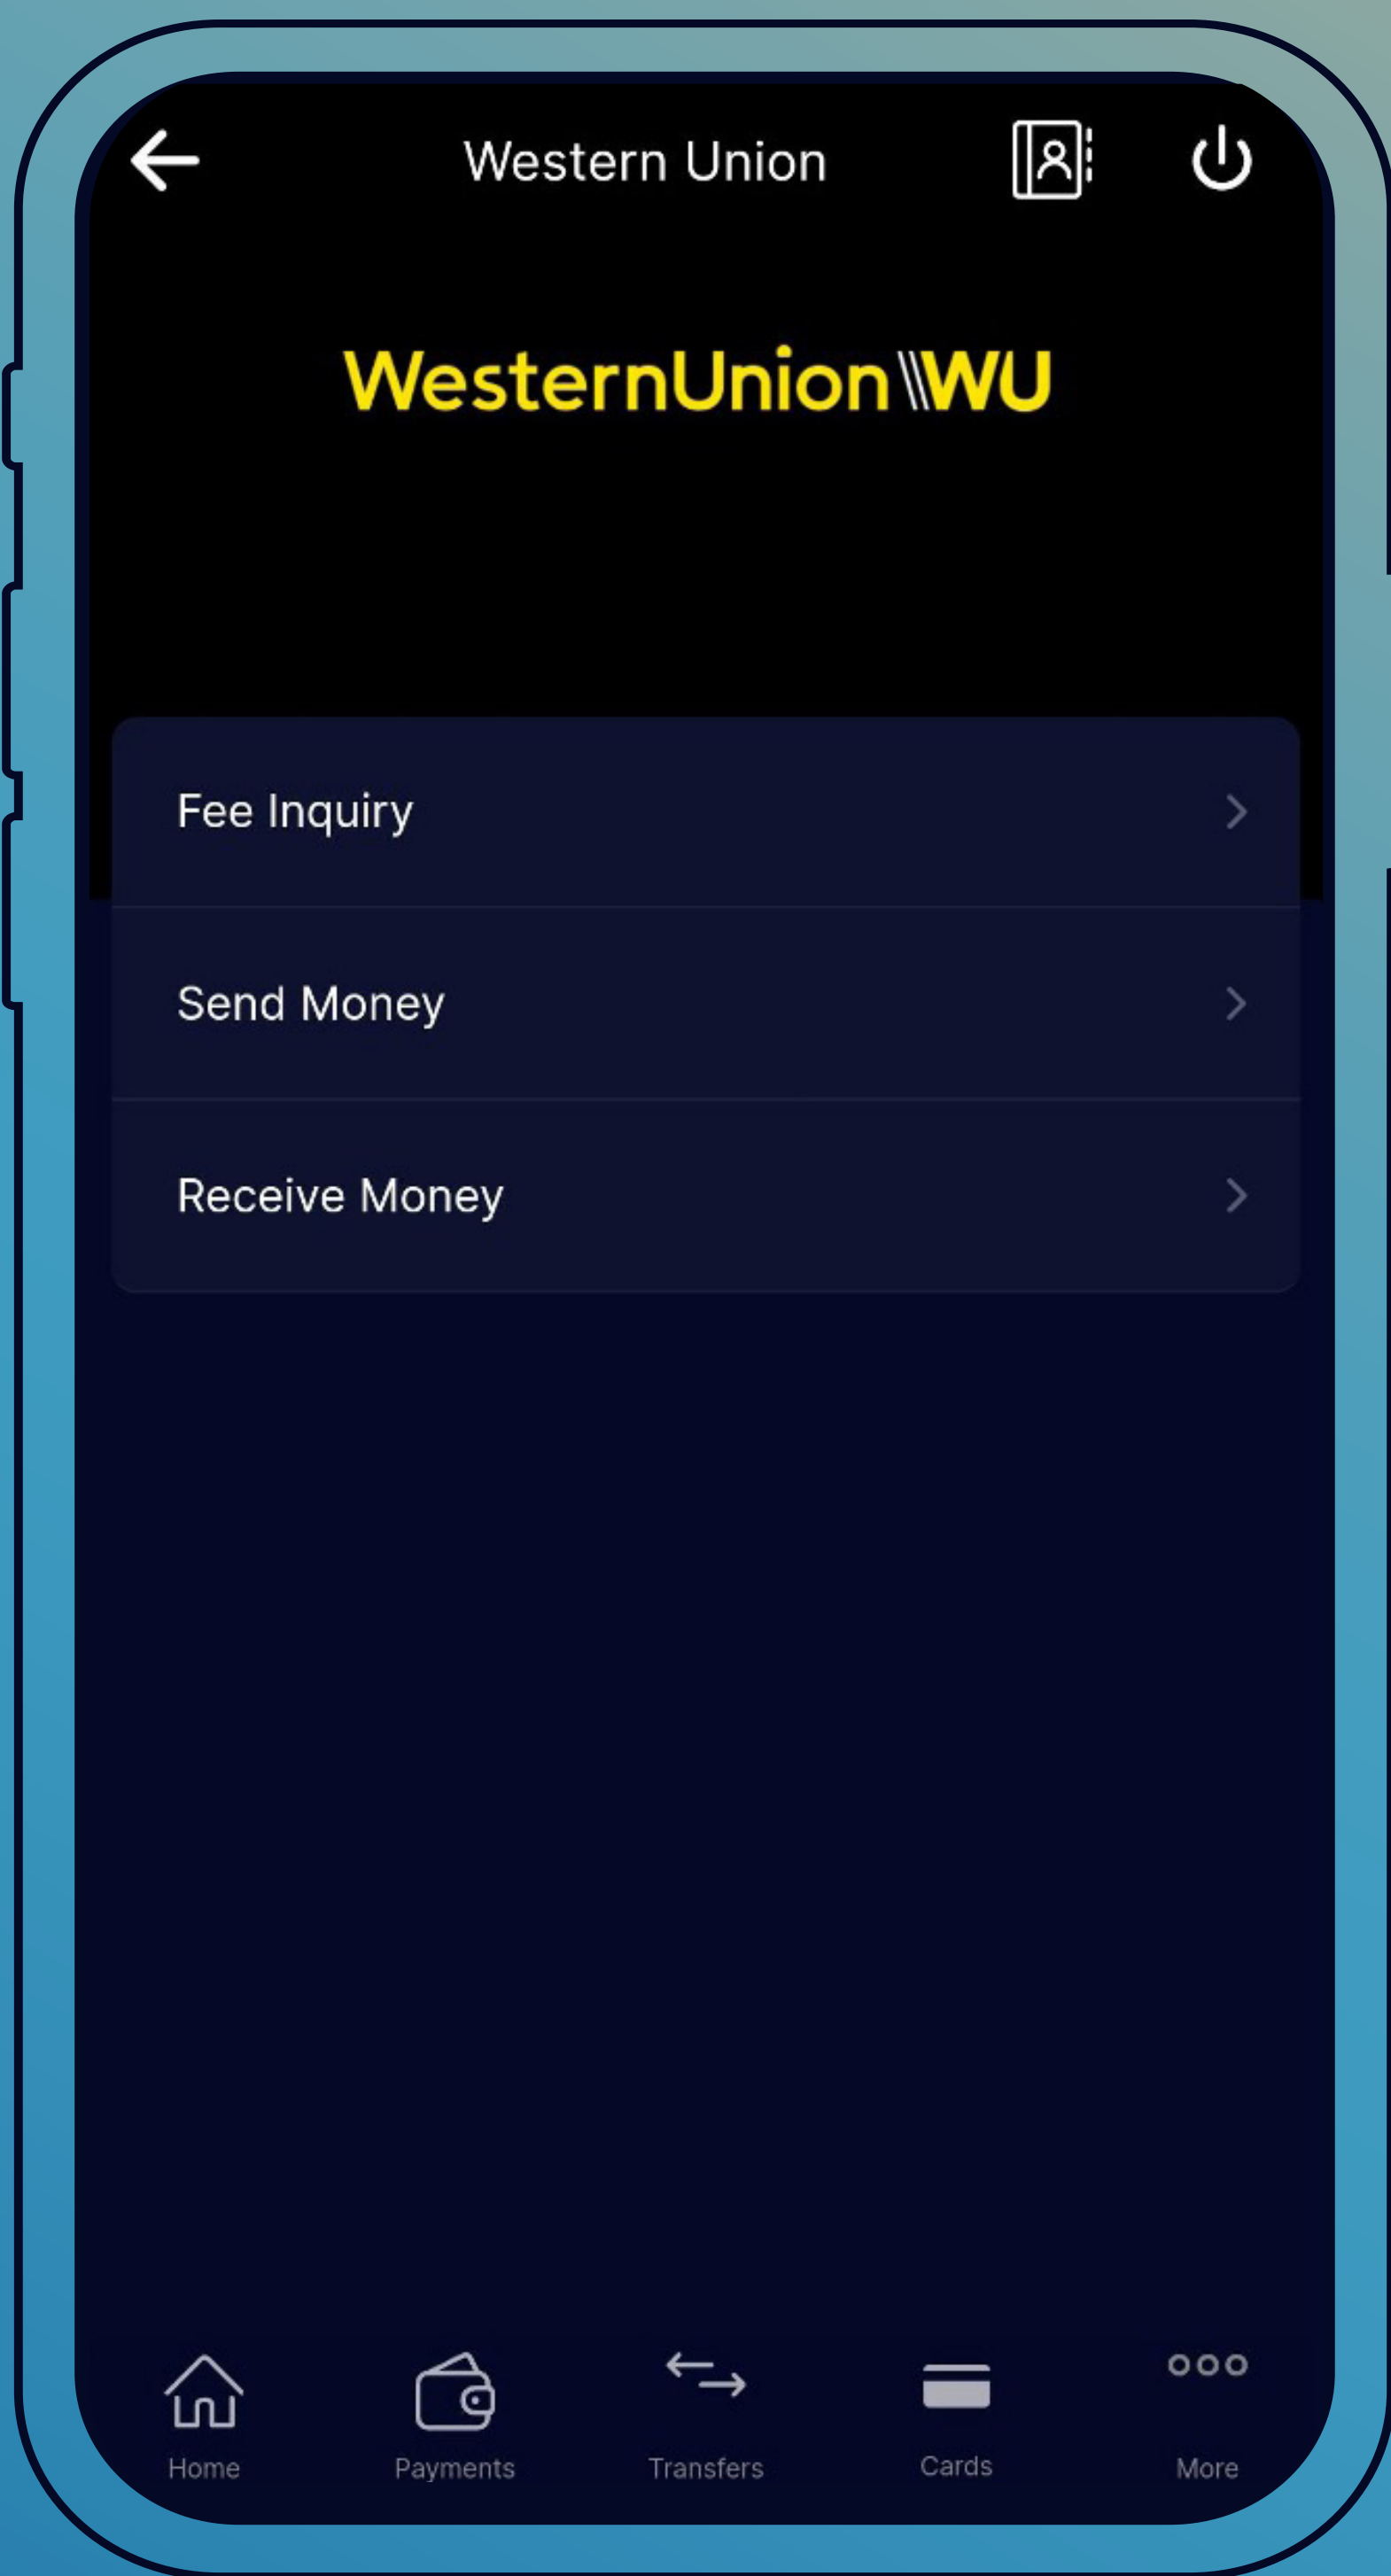 Western Union
WesternUnion WU
Fee Inquiry
Send Money
Receive Money
Home Payments Transfers Cards More